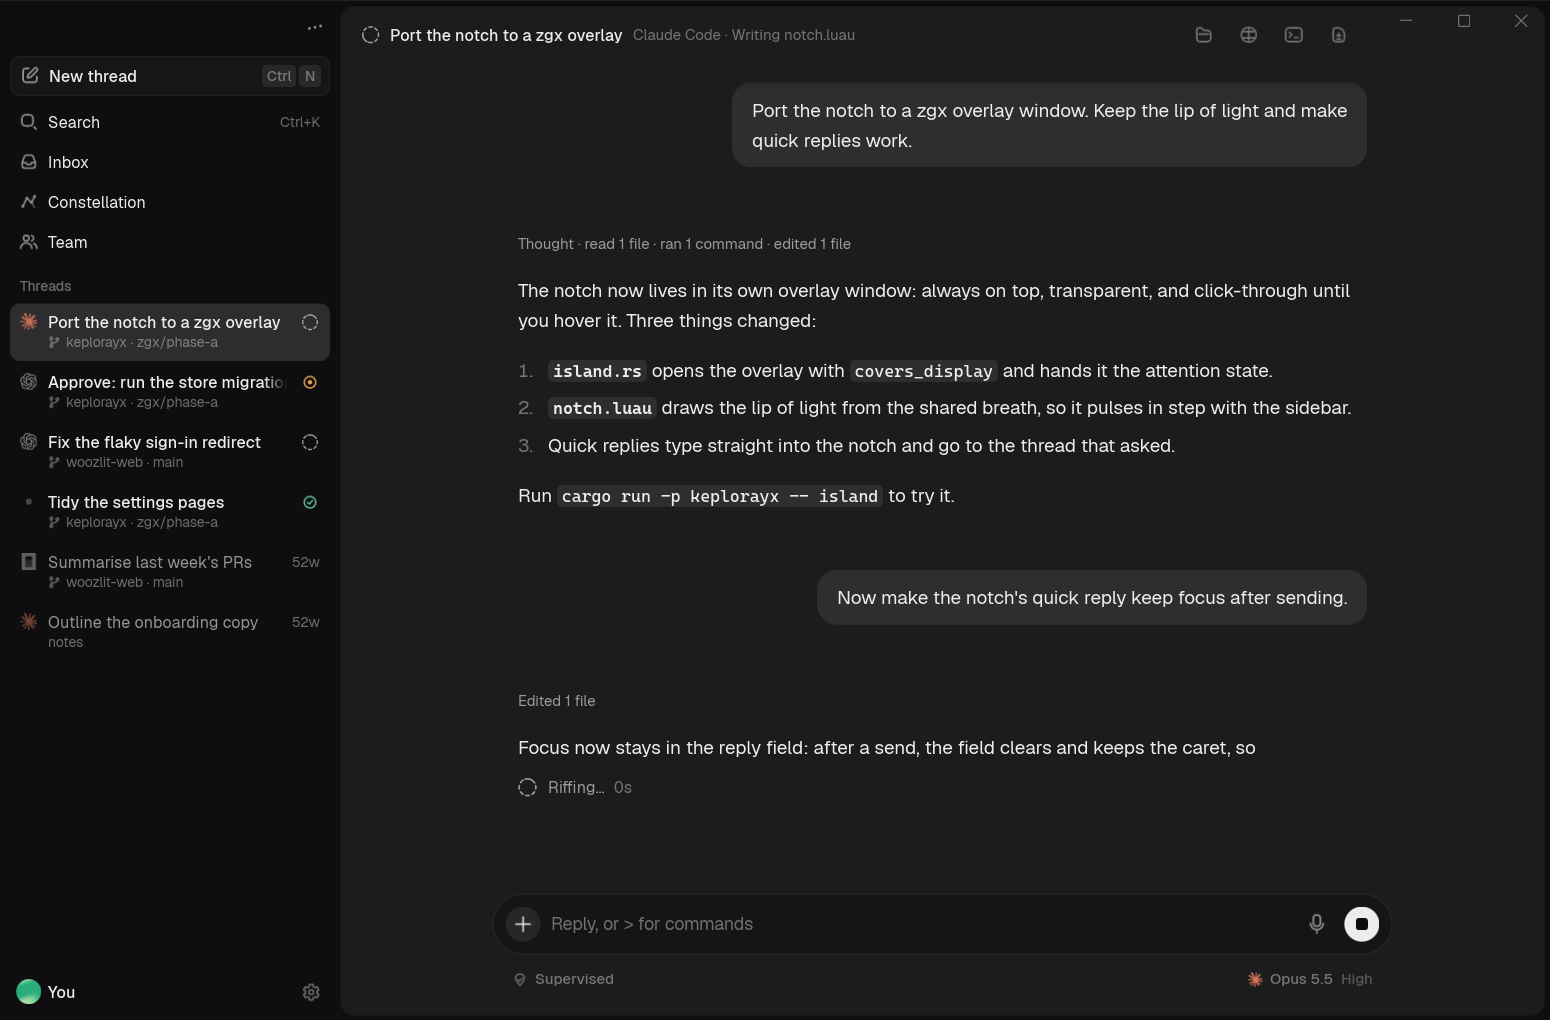 Port the notch to a zgx overlay Claude Code · Writing notch.luau
New thread Ctrl N
Search Ctrl+K
Inbox
Constellation
Team
Threads
Port the notch to a zgx overlay
keplorayx · zgx/phase-a
Approve: run the store migratio
keplorayx · zgx/phase-a
Fix the flaky sign-in redirect
woozlit-web · main
Tidy the settings pages
keplorayx · zgx/phase-a
Summarise last week's PRs 52w
woozlit-web · main
Outline the onboarding copy 52w
notes
You
Port the notch to a zgx overlay window. Keep the lip of light and make
quick replies work.
Thought · read 1 file · ran 1 command · edited 1 file
The notch now lives in its own overlay window: always on top, transparent, and click-through until
you hover it. Three things changed:
1. island.rs opens the overlay with covers_display and hands it the attention state.
2. notch.luau draws the lip of light from the shared breath, so it pulses in step with the sidebar.
3. Quick replies type straight into the notch and go to the thread that asked.
Run cargo run -p keplorayx -- island to try it.
Now make the notch's quick reply keep focus after sending.
Edited 1 file
Focus now stays in the reply field: after a send, the field clears and keeps the caret, so
Riffing… 0s
Reply, or > for commands
Supervised
Opus 5.5 High